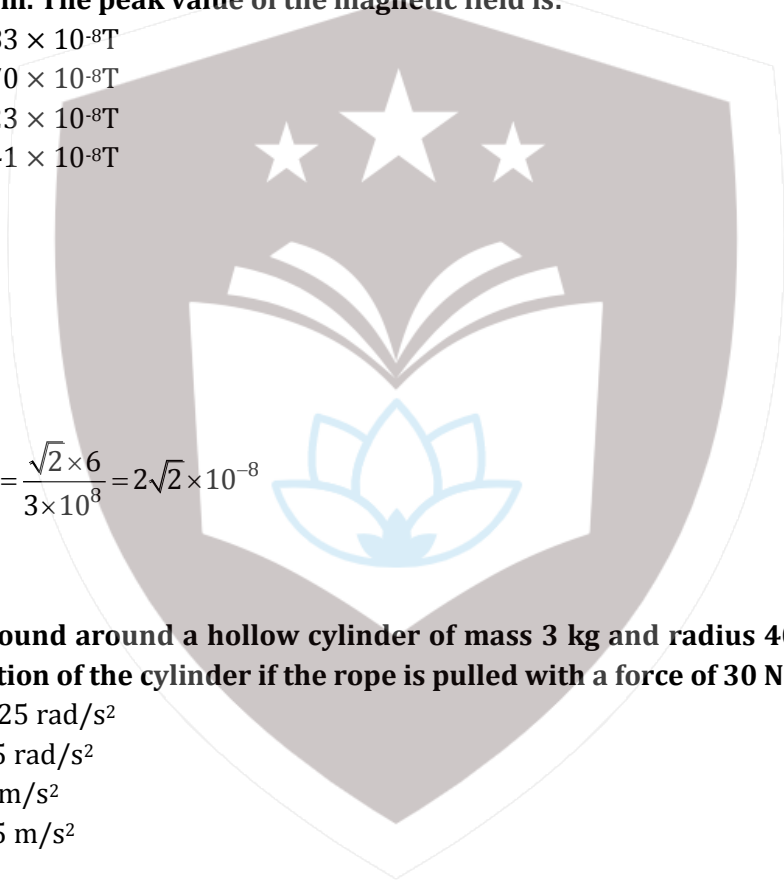 m. The peak value of the magnetic field is:
33 × 10-8T
70 × 10-8T
23 × 10-8T
41 × 10-8T
= √2×6 / 3×10⁸ = 2√2×10⁻⁸
ound around a hollow cylinder of mass 3 kg and radius 4
tion of the cylinder if the rope is pulled with a force of 30 N
25 rad/s²
5 rad/s²
m/s²
5 m/s²